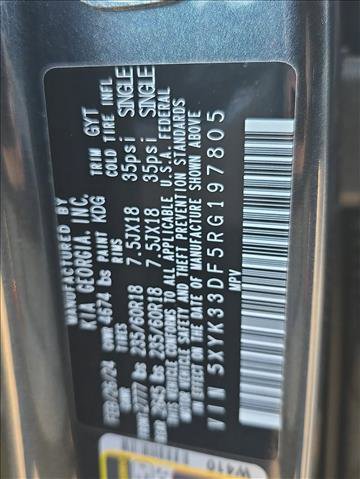 MANUFACTURED BY
KIA GEORGIA, INC.
FEB/26/24 GVWR 4674 lbs PAINT KDG TRIM GYT
GAWR TIRES RIMS COLD TIRE INFL
FRNT 2777 lbs 235/60R18 7.5JX18 35psi SINGLE
REAR 2645 lbs 235/60R18 7.5JX18 35psi SINGLE
THIS VEHICLE CONFORMS TO ALL APPLICABLE U.S.A. FEDERAL
MOTOR VEHICLE SAFETY AND THEFT PREVENTION STANDARDS
IN EFFECT ON THE DATE OF MANUFACTURE SHOWN ABOVE.
VIN 5XYK33DF5RG197805
MPV
W410